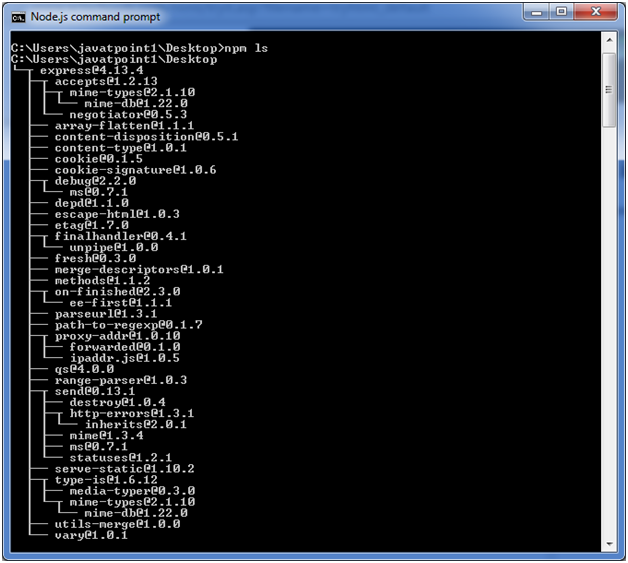 Node.js command prompt
C:\Users\javatpoint1\Desktop>npm ls
C:\Users\javatpoint1\Desktop
└─┬ express@4.13.4
  ├─┬ accepts@1.2.13
  │ ├─┬ mime-types@2.1.10
  │ │ └── mime-db@1.22.0
  │ └── negotiator@0.5.3
  ├── array-flatten@1.1.1
  ├── content-disposition@0.5.1
  ├── content-type@1.0.1
  ├── cookie@0.1.5
  ├── cookie-signature@1.0.6
  ├─┬ debug@2.2.0
  │ └── ms@0.7.1
  ├── depd@1.1.0
  ├── escape-html@1.0.3
  ├── etag@1.7.0
  ├─┬ finalhandler@0.4.1
  │ └── unpipe@1.0.0
  ├── fresh@0.3.0
  ├── merge-descriptors@1.0.1
  ├── methods@1.1.2
  ├─┬ on-finished@2.3.0
  │ └── ee-first@1.1.1
  ├── parseurl@1.3.1
  ├── path-to-regexp@0.1.7
  ├─┬ proxy-addr@1.0.10
  │ ├── forwarded@0.1.0
  │ └── ipaddr.js@1.0.5
  ├── qs@4.0.0
  ├── range-parser@1.0.3
  ├─┬ send@0.13.1
  │ ├── destroy@1.0.4
  │ ├─┬ http-errors@1.3.1
  │ │ └── inherits@2.0.1
  │ ├── mime@1.3.4
  │ ├── ms@0.7.1
  │ └── statuses@1.2.1
  ├── serve-static@1.10.2
  ├─┬ type-is@1.6.12
  │ ├── media-typer@0.3.0
  │ └─┬ mime-types@2.1.10
  │   └── mime-db@1.22.0
  ├── utils-merge@1.0.0
  └── vary@1.0.1